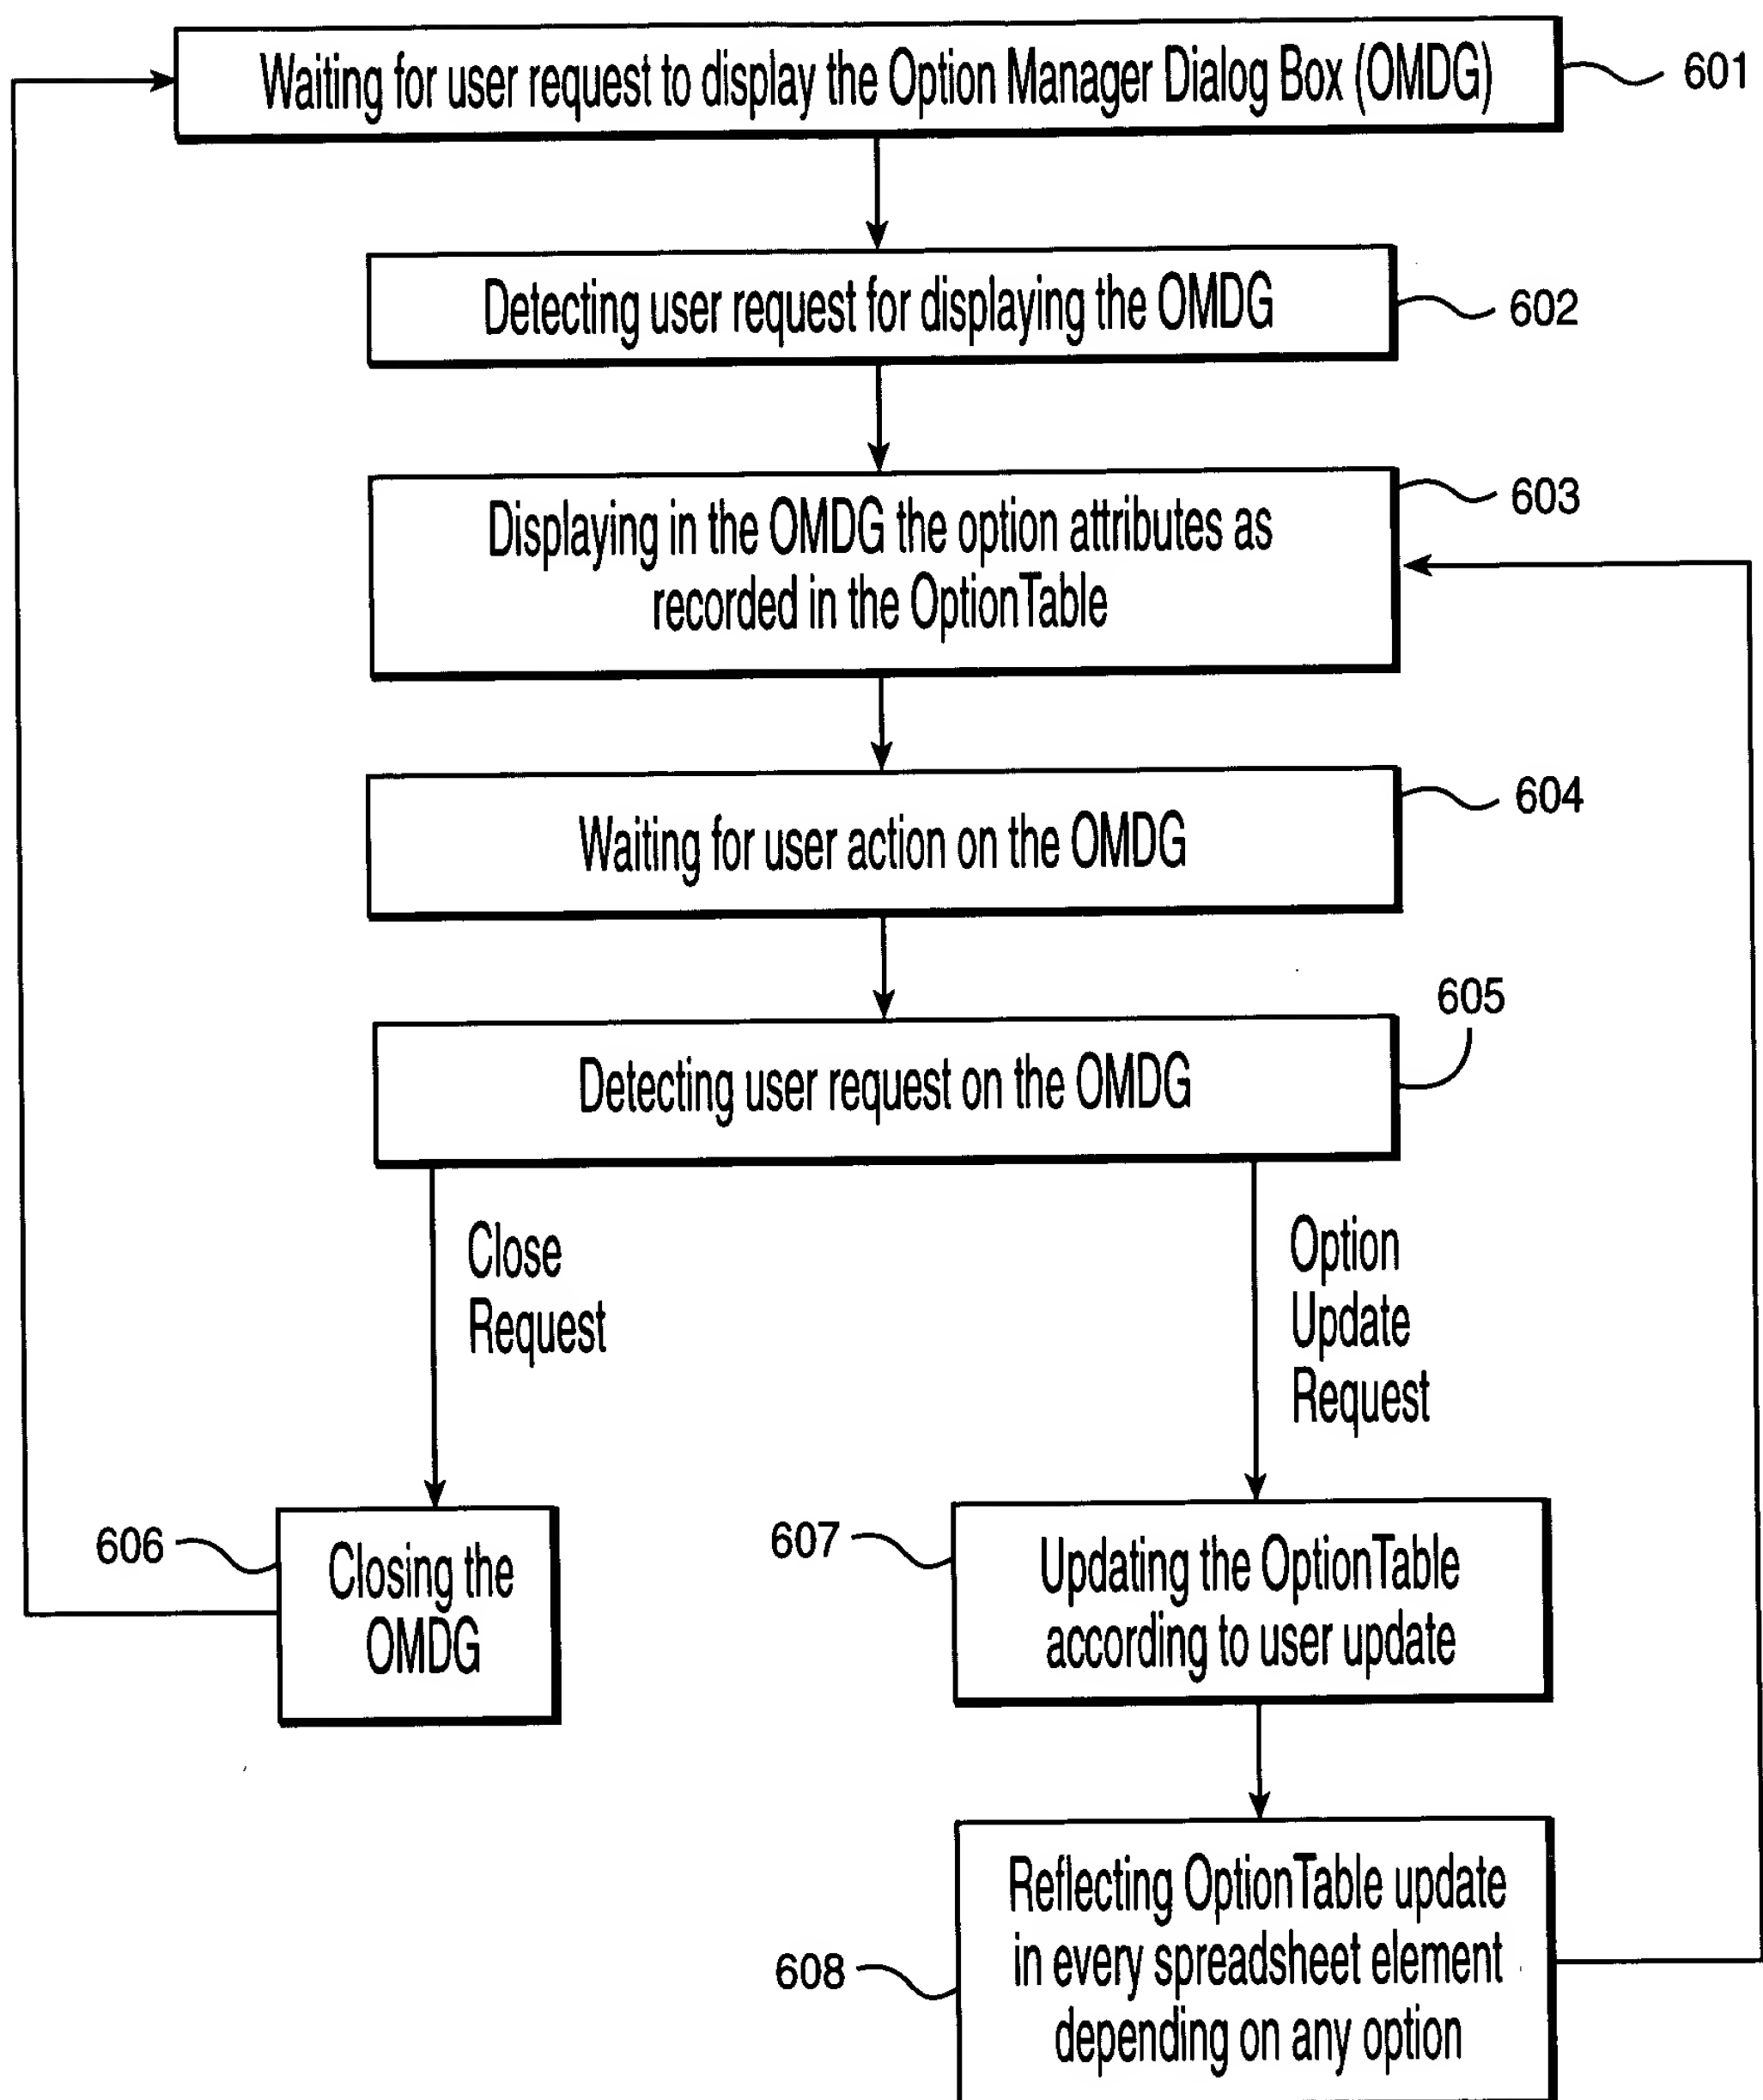 Waiting for user request to display the Option Manager Dialog Box (OMDG)
601
Detecting user request for displaying the OMDG
602
603
Displaying in the OMDG the option attributes as
recorded in the OptionTable
604
Waiting for user action on the OMDG
605
Detecting user request on the OMDG
Close
Request
Option
Update
Request
606
Closing the
OMDG
607
Updating the OptionTable
according to user update
608
Reflecting OptionTable update
in every spreadsheet element
depending on any option